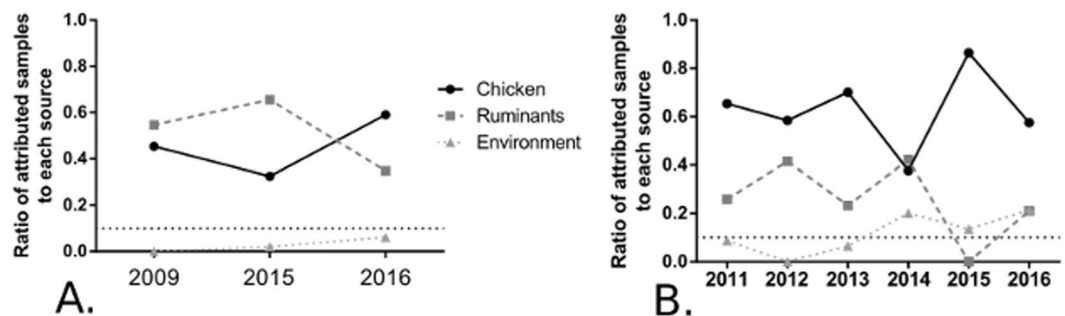 Ratio of attributed samples
to each source
1.0
0.8
0.6
0.4
0.2
0.0
2009 2015 2016
A.
Chicken
Ruminants
Environment
Ratio of attributed samples
to each source
1.0
0.8
0.6
0.4
0.2
0.0
2011 2012 2013 2014 2015 2016
B.